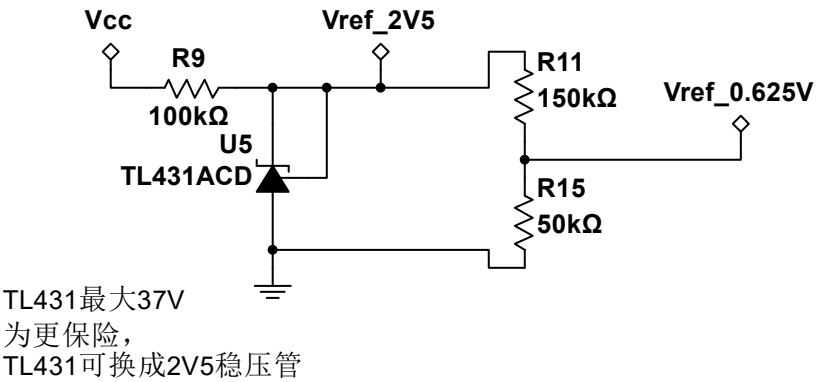 Vcc
Vref_2V5
R9
100kΩ
R11
150kΩ
Vref_0.625V
U5
TL431ACD
R15
50kΩ
TL431最大37V
为更保险，
TL431可换成2V5稳压管